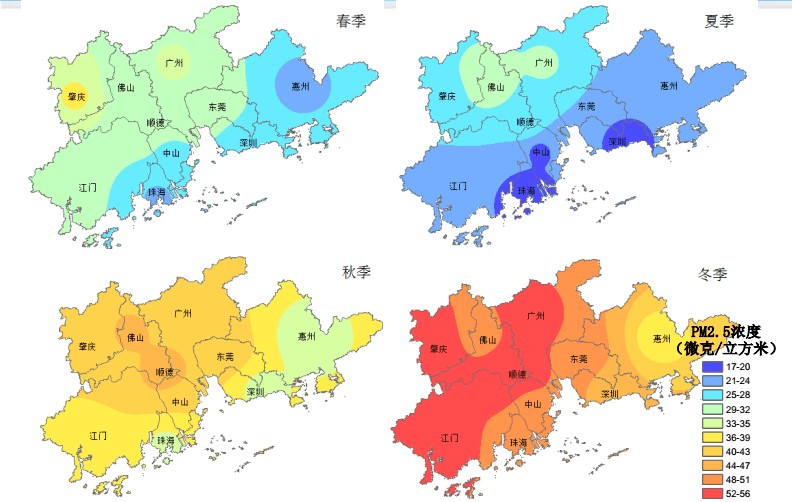 春季
广州
佛山
惠州
肇庆
东莞
顺德
深圳
中山
江门
珠海
夏季
广州
佛山
惠州
肇庆
东莞
顺德
深圳
中山
江门
珠海
秋季
广州
佛山
惠州
肇庆
东莞
顺德
深圳
中山
江门
珠海
冬季
广州
佛山
惠州
肇庆
东莞
顺德
深圳
中山
江门
珠海
PM2.5浓度
（微克/立方米）
17-20
21-24
25-28
29-32
33-35
36-39
40-43
44-47
48-51
52-56